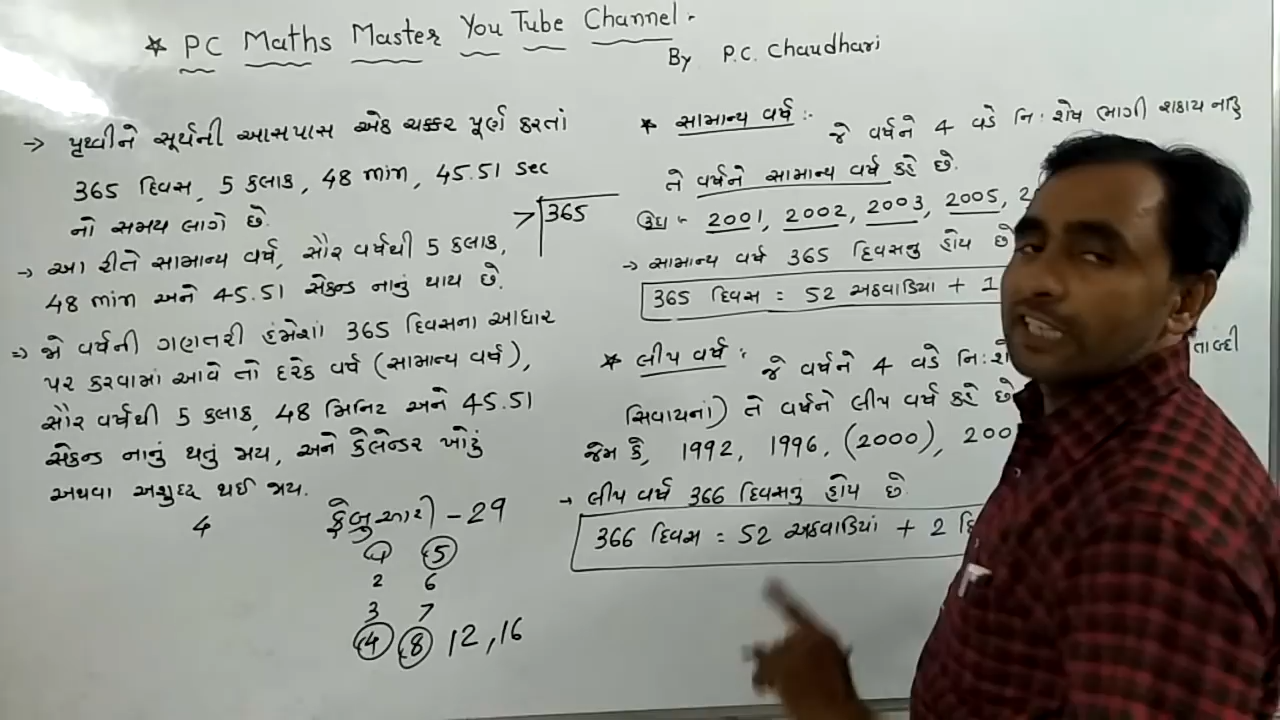 ★ PC Maths Master You Tube Channel.
By P.C. Chaudhari
→ પૃથ્વીને સૂર્યની આસપાસ એક ચક્કર પૂર્ણ કરતાં
365 દિવસ, 5 કલાક, 48 min, 45.51 sec
નો સમય લાગે છે.
→ આ રીતે સામાન્ય વર્ષ, સૌર વર્ષથી 5 કલાક,
48 min અને 45.51 સેકન્ડ નાનું થાય છે.
⇒ જો વર્ષની ગણતરી હંમેશાં 365 દિવસના આધાર
પર કરવામાં આવે તો દરેક વર્ષ (સામાન્ય વર્ષ),
સૌર વર્ષથી 5 કલાક, 48 મિનિટ અને 45.51
સેકન્ડ નાનું થતું જાય, અને કેલેન્ડર ખોટું
અથવા અશુદ્ધ થઈ જાય.
4
7
365
ફેબ્રુઆરી - 29
1 5
2 6
3 7
4 8 12, 16
★ સામાન્ય વર્ષ :- જે વર્ષને 4 વડે નિ:શેષ ભાગી શકાય નહિ
તે વર્ષને સામાન્ય વર્ષ કહે છે.
ઉદા :- 2001, 2002, 2003, 2005, 2
→ સામાન્ય વર્ષ 365 દિવસનું હોય છે
365 દિવસ = 52 અઠવાડિયા + 1
★ લીપ વર્ષ : જે વર્ષને 4 વડે નિ:શે તાબ્દી
સિવાયનાં) તે વર્ષને લીપ વર્ષ કહે છે
જેમ કે, 1992, 1996, (2000), 200
→ લીપ વર્ષ 366 દિવસનું હોય છે.
366 દિવસ = 52 અઠવાડિયાં + 2 દિ